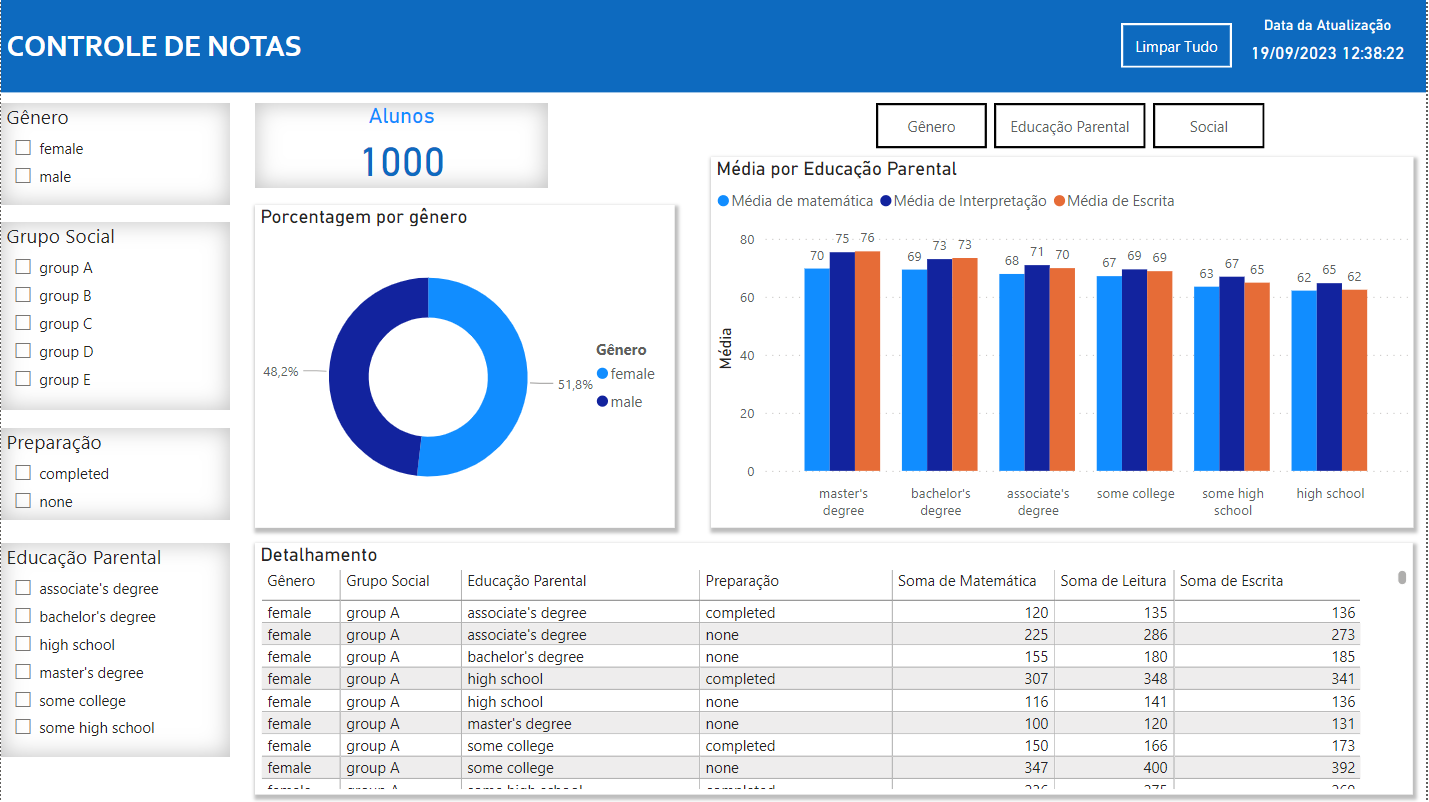 CONTROLE DE NOTAS
Limpar Tudo
Data da Atualização
19/09/2023 12:38:22
Gênero
female
male
Grupo Social
group A
group B
group C
group D
group E
Preparação
completed
none
Educação Parental
associate's degree
bachelor's degree
high school
master's degree
some college
some high school
Alunos
1000
Porcentagem por gênero
48,2%
51,8%
Gênero
female
male
Gênero Educação Parental Social
Média por Educação Parental
Média de matemática Média de Interpretação Média de Escrita
Média
80
60
40
20
0
70 75 76 69 73 73 68 71 70 67 69 69 63 67 65 62 65 62
master's degree
bachelor's degree
associate's degree
some college
some high school
high school
Detalhamento
Gênero Grupo Social Educação Parental Preparação Soma de Matemática Soma de Leitura Soma de Escrita
female group A associate's degree completed 120 135 136
female group A associate's degree none 225 286 273
female group A bachelor's degree none 155 180 185
female group A high school completed 307 348 341
female group A high school none 116 141 136
female group A master's degree none 100 120 131
female group A some college completed 150 166 173
female group A some college none 347 400 392